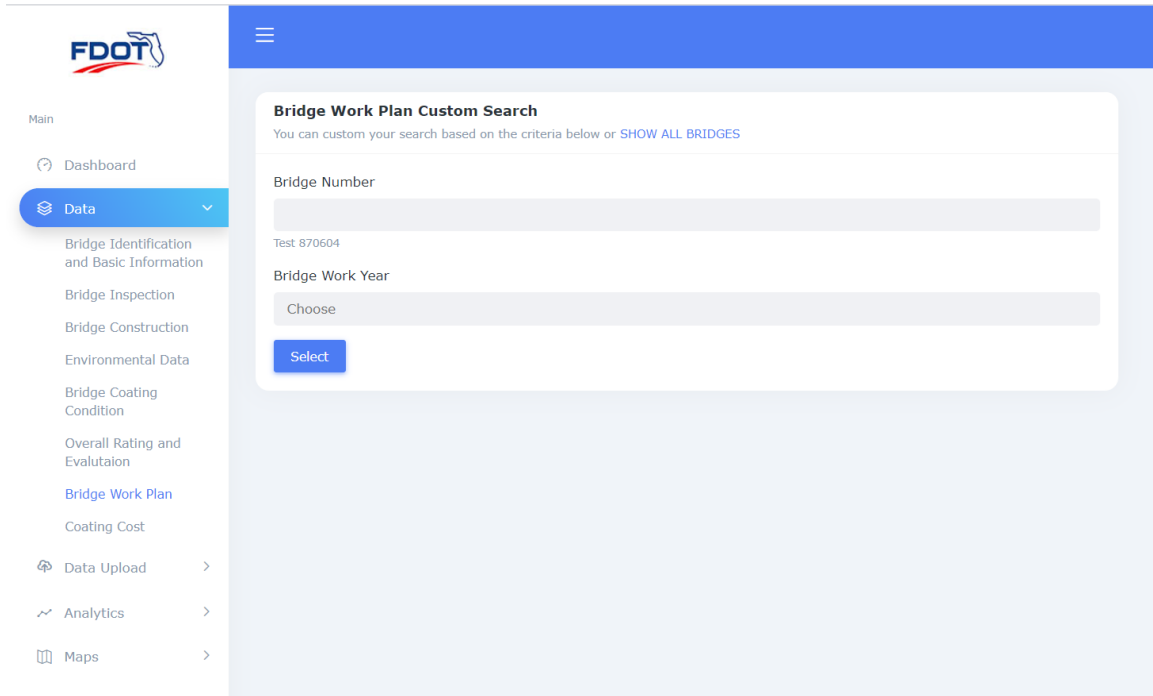 FDOT
Main
Dashboard
Data
Bridge Identification
and Basic Information
Bridge Inspection
Bridge Construction
Environmental Data
Bridge Coating
Condition
Overall Rating and
Evalutaion
Bridge Work Plan
Coating Cost
Data Upload
Analytics
Maps
Bridge Work Plan Custom Search
You can custom your search based on the criteria below or SHOW ALL BRIDGES
Bridge Number
Test 870604
Bridge Work Year
Choose
Select